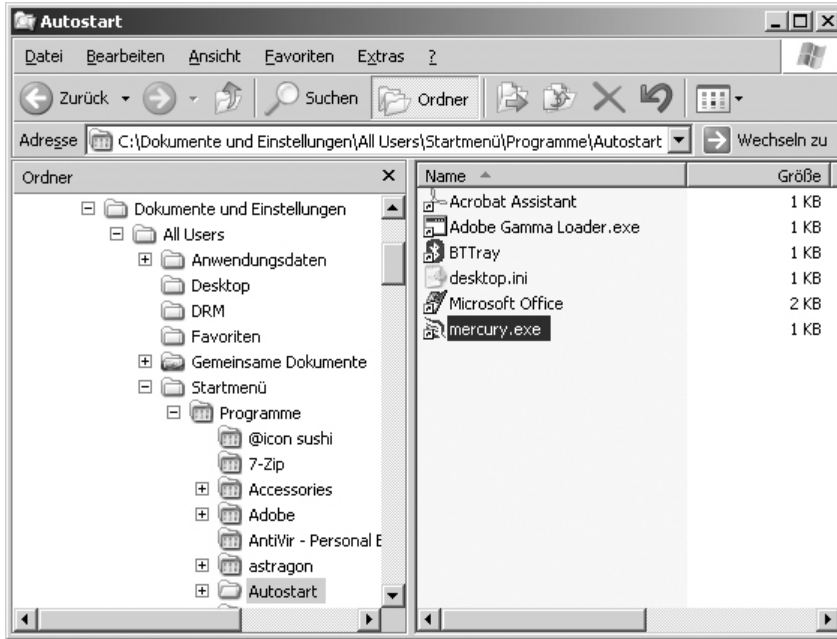 Autostart
Datei Bearbeiten Ansicht Favoriten Extras ?
Zurück Suchen Ordner
Adresse C:\Dokumente und Einstellungen\All Users\Startmenü\Programme\Autostart Wechseln zu
Ordner
Dokumente und Einstellungen
All Users
Anwendungsdaten
Desktop
DRM
Favoriten
Gemeinsame Dokumente
Startmenü
Programme
@icon sushi
7-Zip
Accessories
Adobe
AntiVir - Personal E
astragon
Autostart
Name Größe
Acrobat Assistant 1 KB
Adobe Gamma Loader.exe 1 KB
BTTray 1 KB
desktop.ini 1 KB
Microsoft Office 2 KB
mercury.exe 1 KB